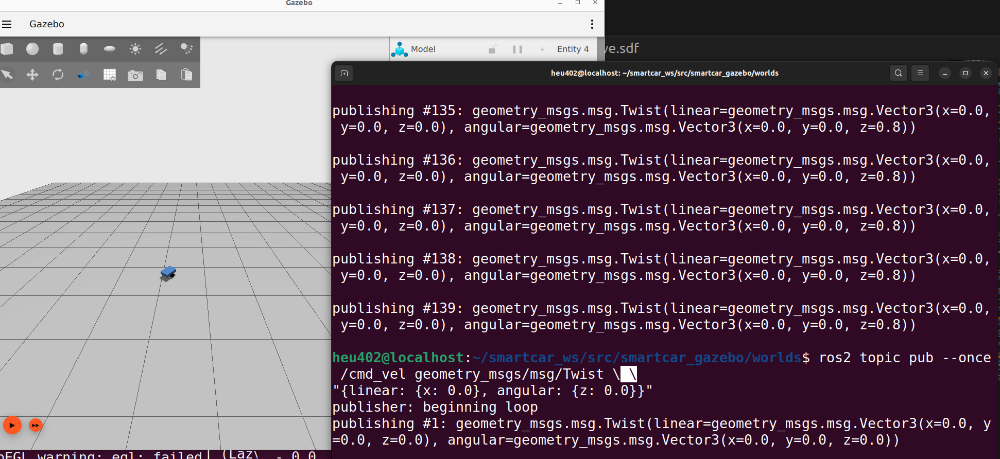 Gazebo
Gazebo
Model
Entity 4
ve.sdf
heu402@localhost: ~/smartcar_ws/src/smartcar_gazebo/worlds
publishing #135: geometry_msgs.msg.Twist(linear=geometry_msgs.msg.Vector3(x=0.0,
y=0.0, z=0.0), angular=geometry_msgs.msg.Vector3(x=0.0, y=0.0, z=0.8))
publishing #136: geometry_msgs.msg.Twist(linear=geometry_msgs.msg.Vector3(x=0.0,
y=0.0, z=0.0), angular=geometry_msgs.msg.Vector3(x=0.0, y=0.0, z=0.8))
publishing #137: geometry_msgs.msg.Twist(linear=geometry_msgs.msg.Vector3(x=0.0,
y=0.0, z=0.0), angular=geometry_msgs.msg.Vector3(x=0.0, y=0.0, z=0.8))
publishing #138: geometry_msgs.msg.Twist(linear=geometry_msgs.msg.Vector3(x=0.0,
y=0.0, z=0.0), angular=geometry_msgs.msg.Vector3(x=0.0, y=0.0, z=0.8))
publishing #139: geometry_msgs.msg.Twist(linear=geometry_msgs.msg.Vector3(x=0.0,
y=0.0, z=0.0), angular=geometry_msgs.msg.Vector3(x=0.0, y=0.0, z=0.8))
heu402@localhost:~/smartcar_ws/src/smartcar_gazebo/worlds$ ros2 topic pub --once
/cmd_vel geometry_msgs/msg/Twist \ \
"{linear: {x: 0.0}, angular: {z: 0.0}}"
publisher: beginning loop
publishing #1: geometry_msgs.msg.Twist(linear=geometry_msgs.msg.Vector3(x=0.0, y
=0.0, z=0.0), angular=geometry_msgs.msg.Vector3(x=0.0, y=0.0, z=0.0))
EGL warning: egl: failed
- 0.0